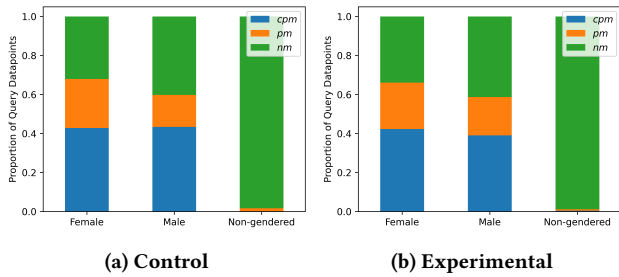 1.0
0.8
0.6
0.4
0.2
0.0
Proportion of Query Datapoints
cpm
pm
nm
Female Male Non-gendered
(a) Control
1.0
0.8
0.6
0.4
0.2
0.0
Proportion of Query Datapoints
cpm
pm
nm
Female Male Non-gendered
(b) Experimental